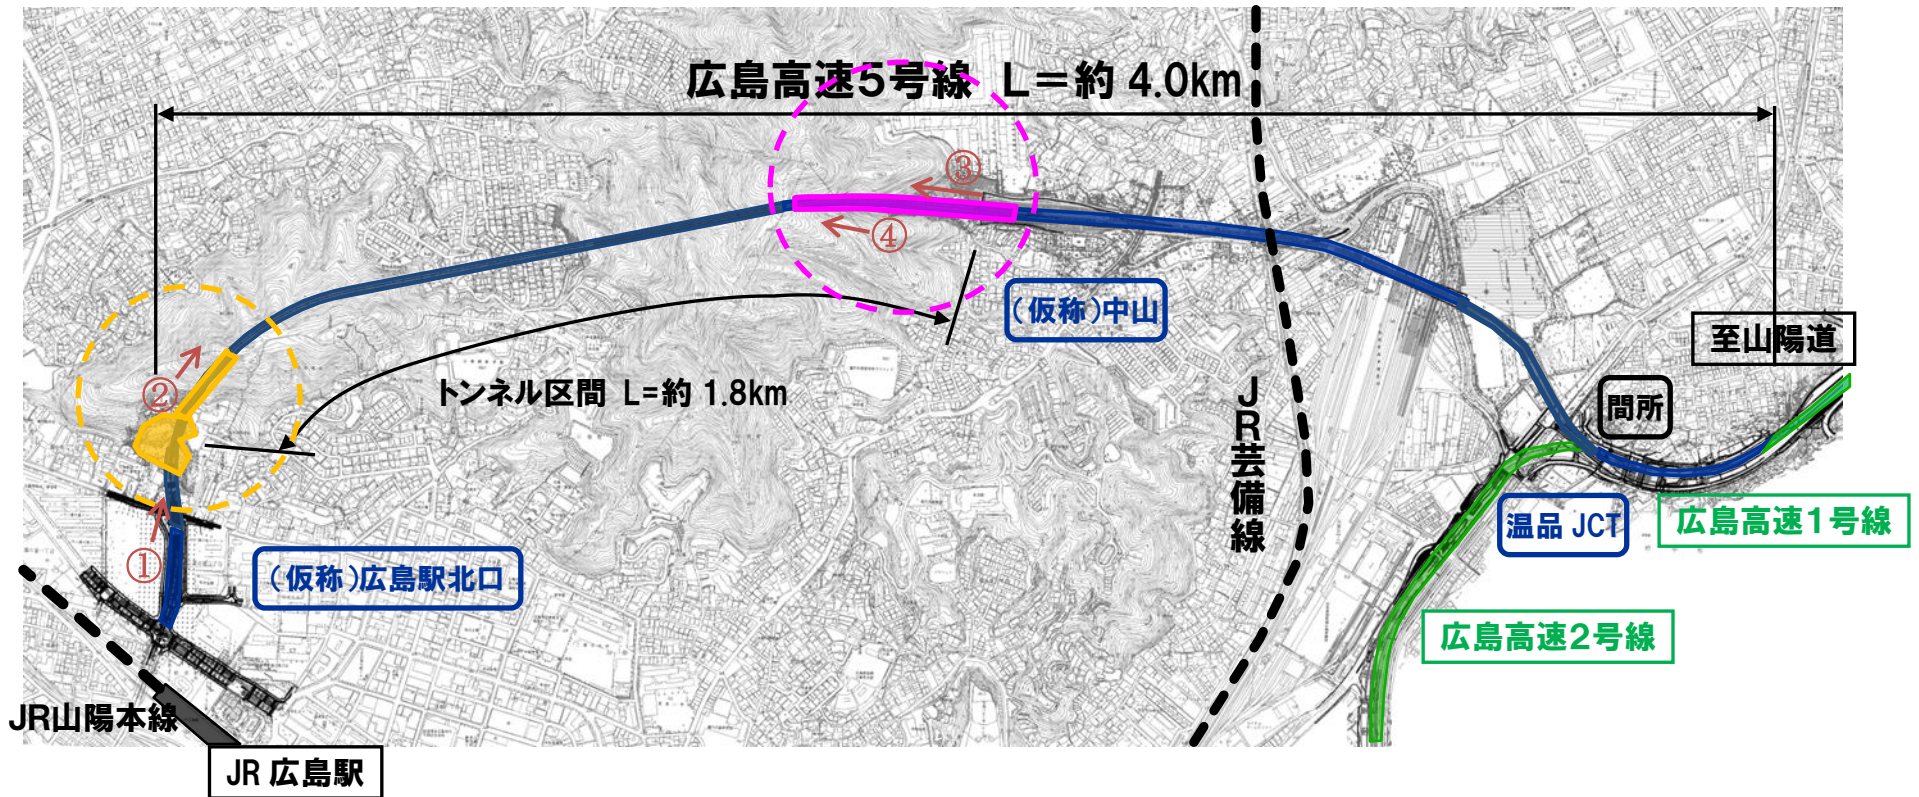 広島高速5号線 L=約 4.0km
③
④
(仮称)中山
至山陽道
②
トンネル区間 L=約 1.8km
間所
JR芸備線
温品 JCT
広島高速1号線
①
(仮称)広島駅北口
広島高速2号線
JR山陽本線
JR 広島駅